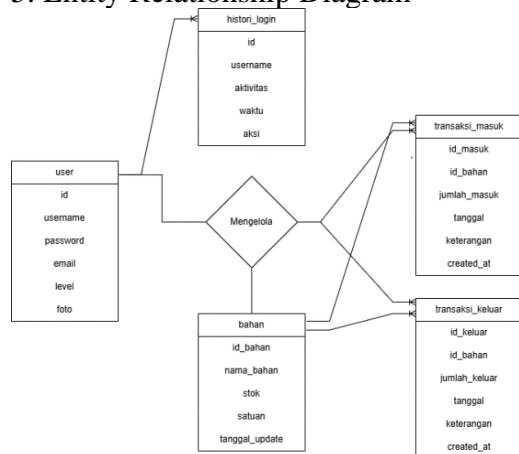 3. Entity Relationship Diagram
histori_login
id
username
aktivitas
waktu
aksi
user
id
username
password
email
level
foto
Mengelola
bahan
id_bahan
nama_bahan
stok
satuan
tanggal_update
transaksi_masuk
id_masuk
id_bahan
jumlah_masuk
tanggal
keterangan
created_at
transaksi_keluar
id_keluar
id_bahan
jumlah_keluar
tanggal
keterangan
created_at